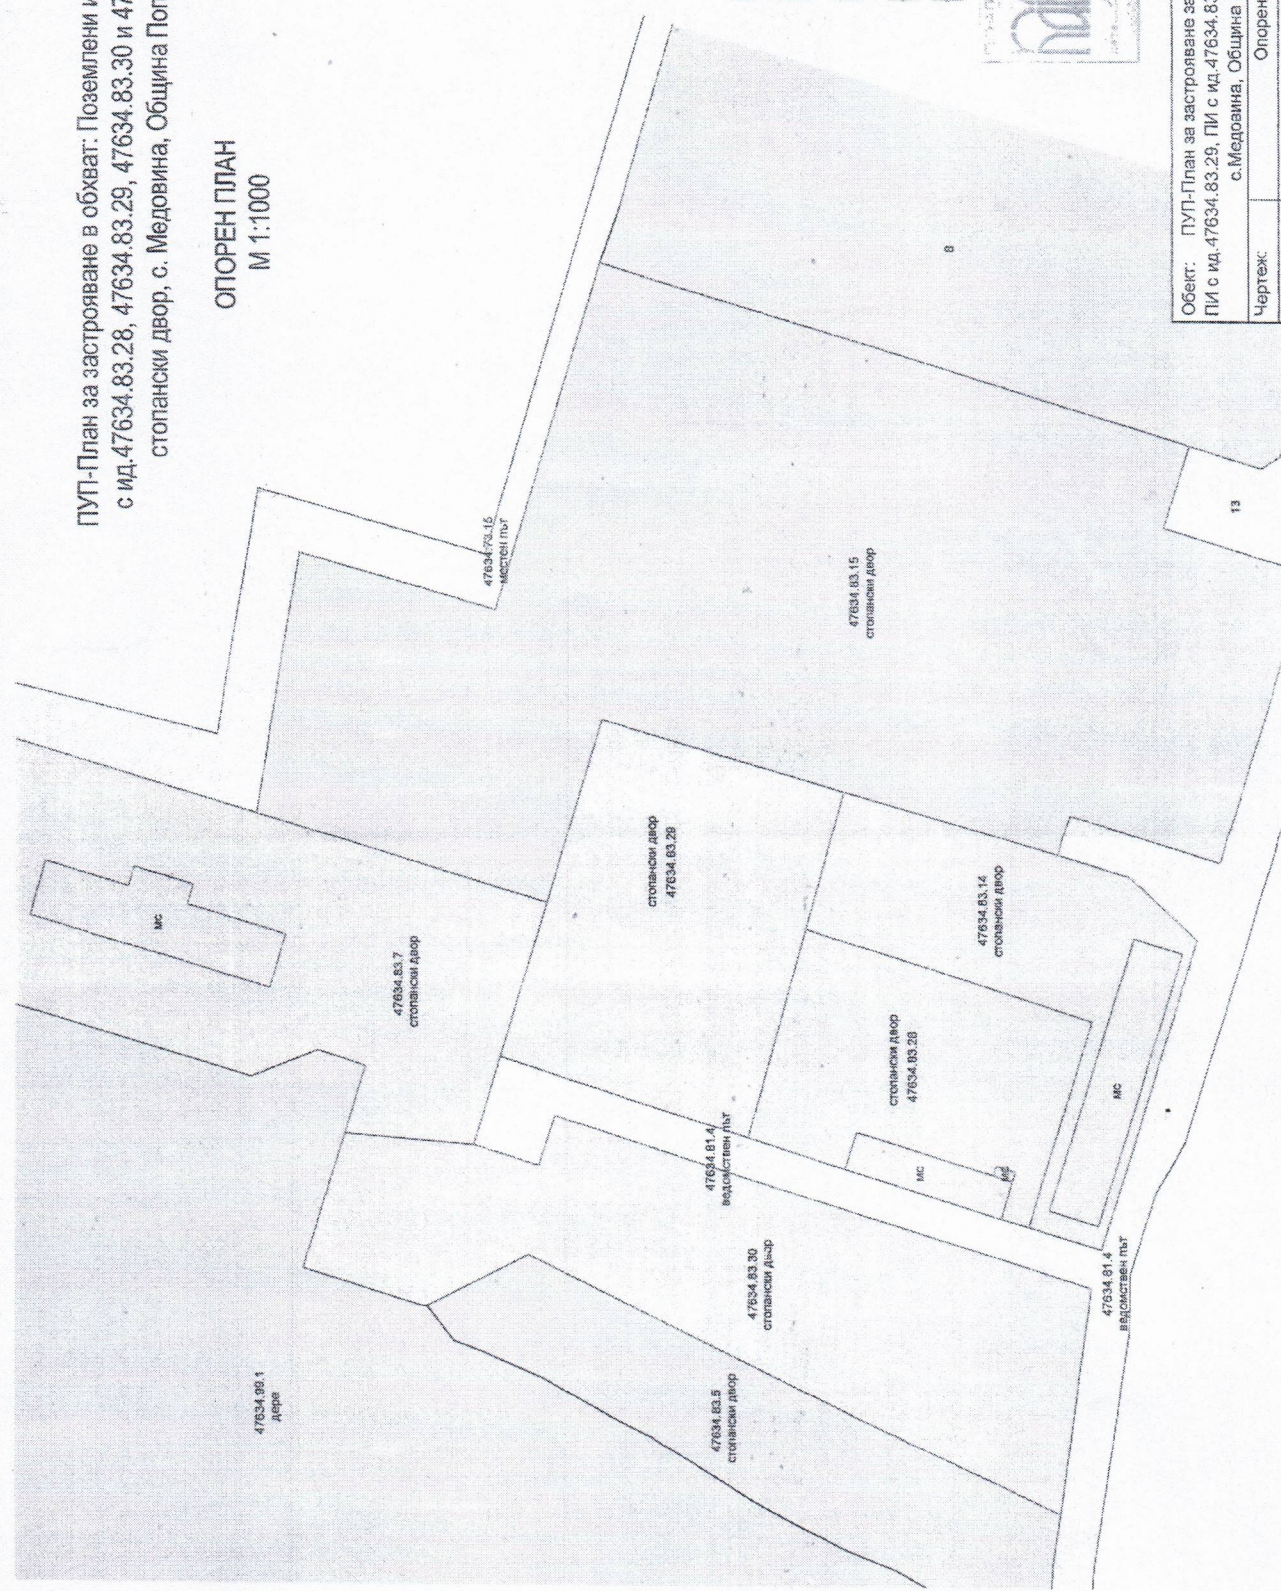 ПУП-План за застрояване в обхват: Поземлени и
с ид.47634.83.28, 47634.83.29, 47634.83.30 и 47
стопански двор, с. Медовина, Община Поп
ОПОРЕН ПЛАН
М 1:1000
47634.73.15
местен път
мс
47634.83.7
стопански двор
47634.99.1
дере
стопански двор
47634.83.29
47634.83.15
стопански двор
8
13
47634.83.14
стопански двор
стопански двор
47634.83.28
мс
мс
мс
47634.81.4
ведомствен път
47634.83.30
стопански двор
47634.83.5
стопански двор
47634.81.4
ведомствен път
Обект: ПУП-План за застрояване за
ПИ с ид.47634.83.29, ПИ с ид.47634.83
с.Медовина, Община
Чертеж: Опорен